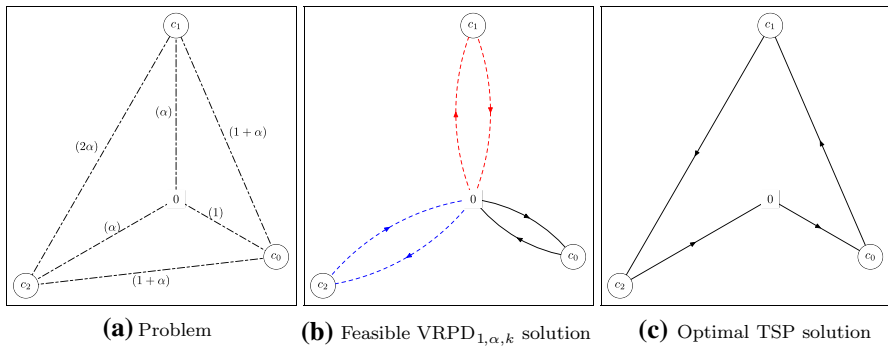 c₁
(α)
(2α)
(1 + α)
0
(α)
(1)
c₂
c₀
(1 + α)
(a) Problem
c₁
0
c₂
c₀
(b) Feasible VRPD₁,α,k solution
c₁
0
c₂
c₀
(c) Optimal TSP solution